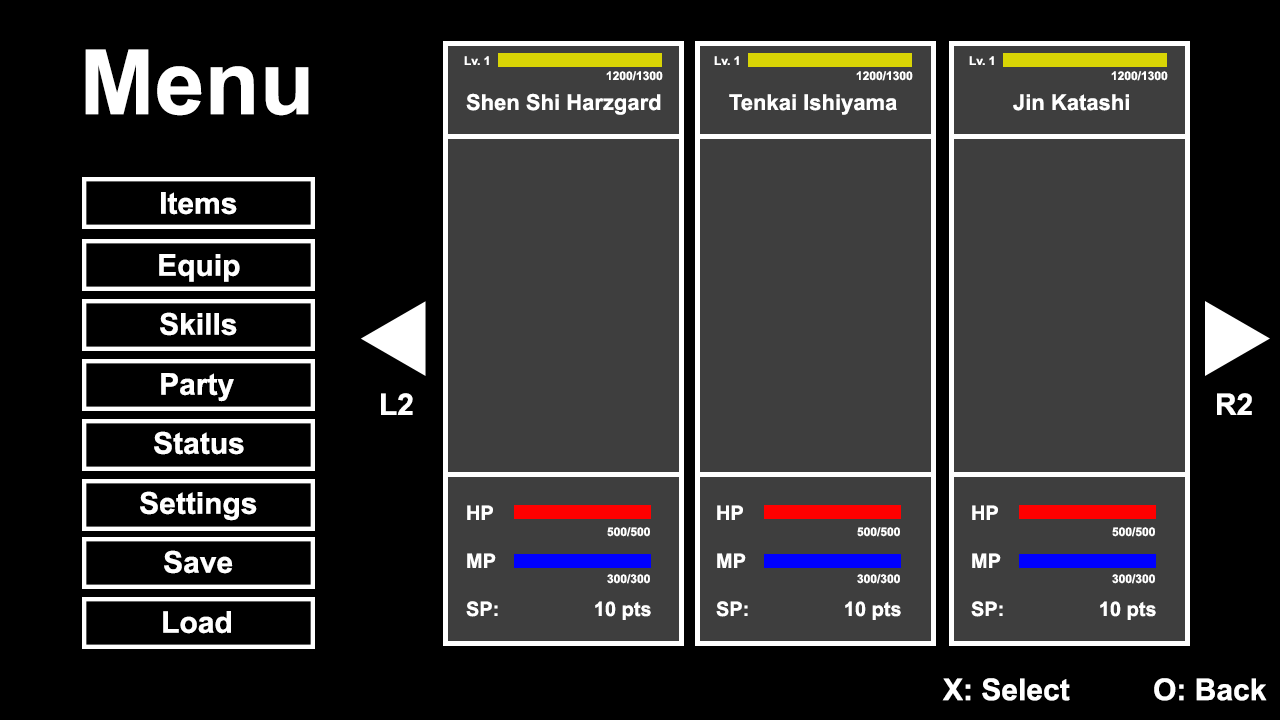 Menu
Items
Equip
Skills
Party
Status
Settings
Save
Load
L2
Lv. 1
1200/1300
Shen Shi Harzgard
HP
500/500
MP
300/300
SP: 10 pts
Lv. 1
1200/1300
Tenkai Ishiyama
HP
500/500
MP
300/300
SP: 10 pts
Lv. 1
1200/1300
Jin Katashi
HP
500/500
MP
300/300
SP: 10 pts
R2
X: Select O: Back